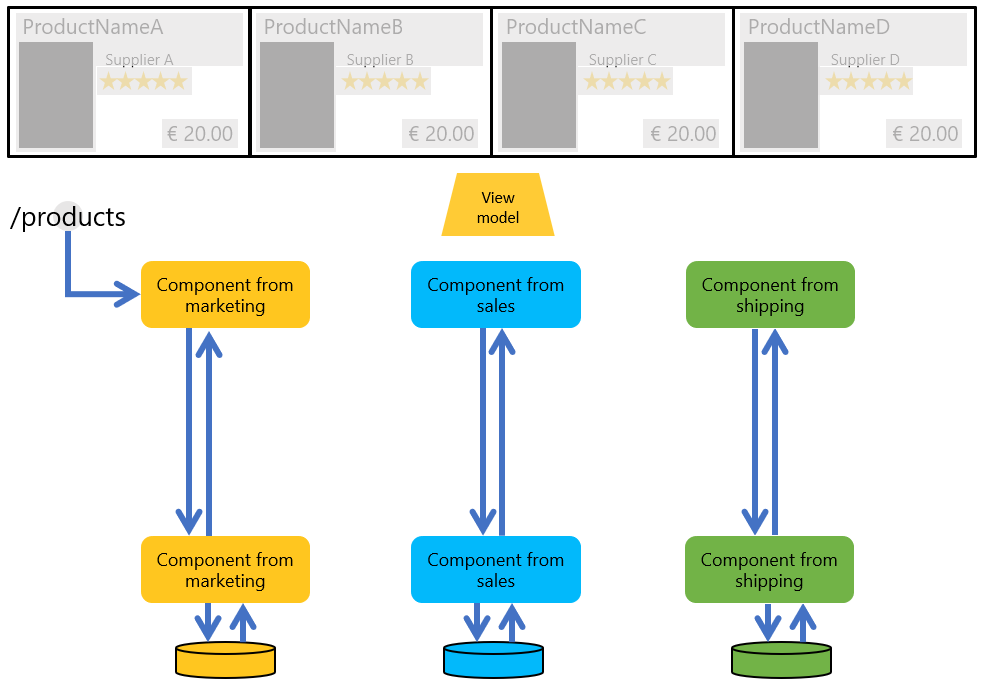 ProductNameA
Supplier A
★★★★★
€ 20.00
ProductNameB
Supplier B
★★★★★
€ 20.00
ProductNameC
Supplier C
★★★★★
€ 20.00
ProductNameD
Supplier D
★★★★★
€ 20.00
View
model
/products
Component from
marketing
Component from
sales
Component from
shipping
Component from
marketing
Component from
sales
Component from
shipping